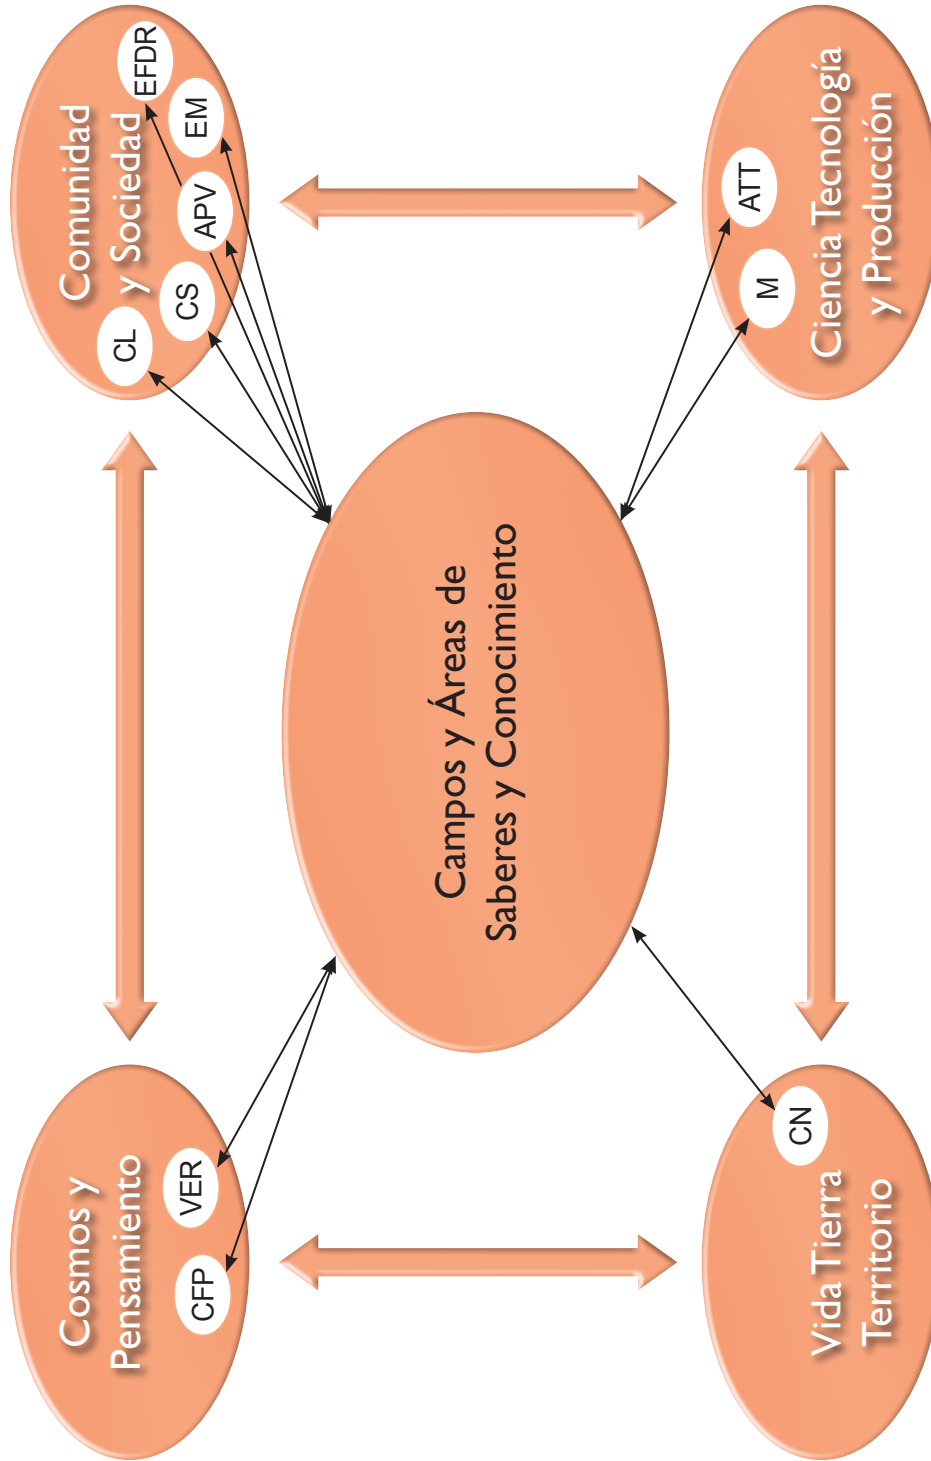 Cosmos y
Pensamiento
CFP
VER
Comunidad
y Sociedad
CL
CS
APV
EM
EFDR
Campos y Áreas de
Saberes y Conocimiento
Vida Tierra
Territorio
CN
Ciencia Tecnología
y Producción
M
ATT